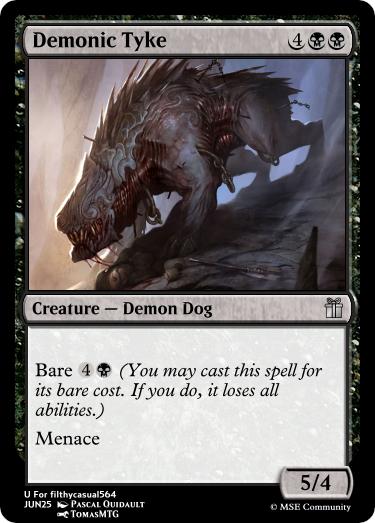 Demonic Tyke 4
Creature — Demon Dog
Bare 4 (You may cast this spell for
its bare cost. If you do, it loses all
abilities.)
Menace
5/4
U For filthycasual564
JUN25 Pascal Quidault
TomasMTG
© MSE Community